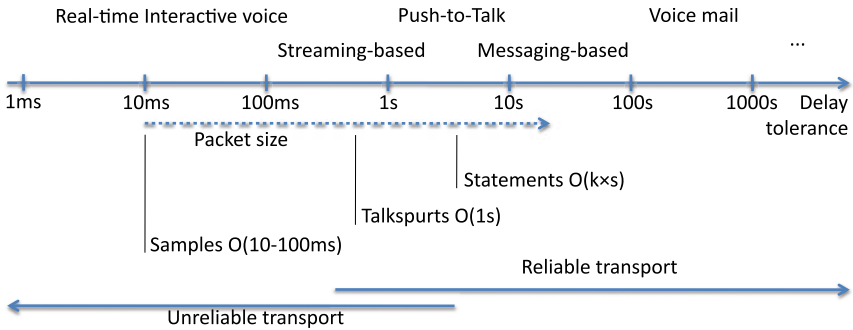 Real-time Interactive voice Push-to-Talk Voice mail
Streaming-based Messaging-based ...
1ms 10ms 100ms 1s 10s 100s 1000s Delay
tolerance
Packet size
Statements O(k×s)
Talkspurts O(1s)
Samples O(10-100ms)
Reliable transport
Unreliable transport